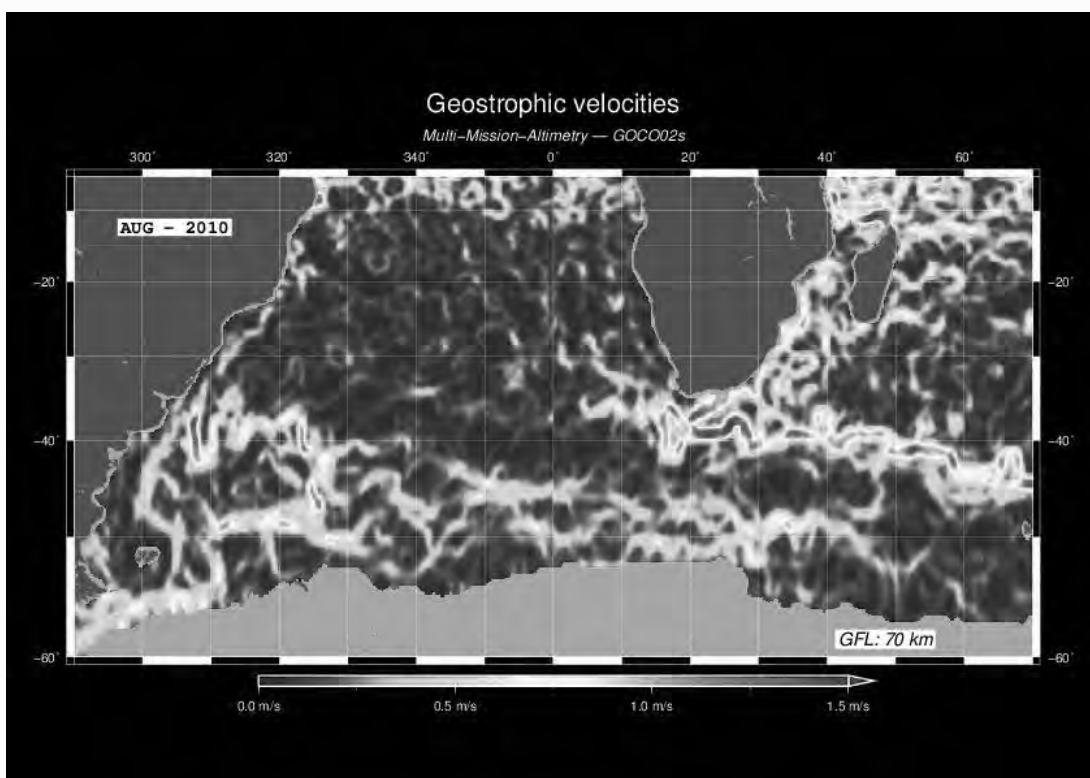 Geostrophic velocities
Multi-Mission-Altimetry — GOCO02s
300° 320° 340° 0° 20° 40° 60°
AUG - 2010
-20° -20°
-40° -40°
GFL: 70 km
-60° -60°
0.0 m/s 0.5 m/s 1.0 m/s 1.5 m/s